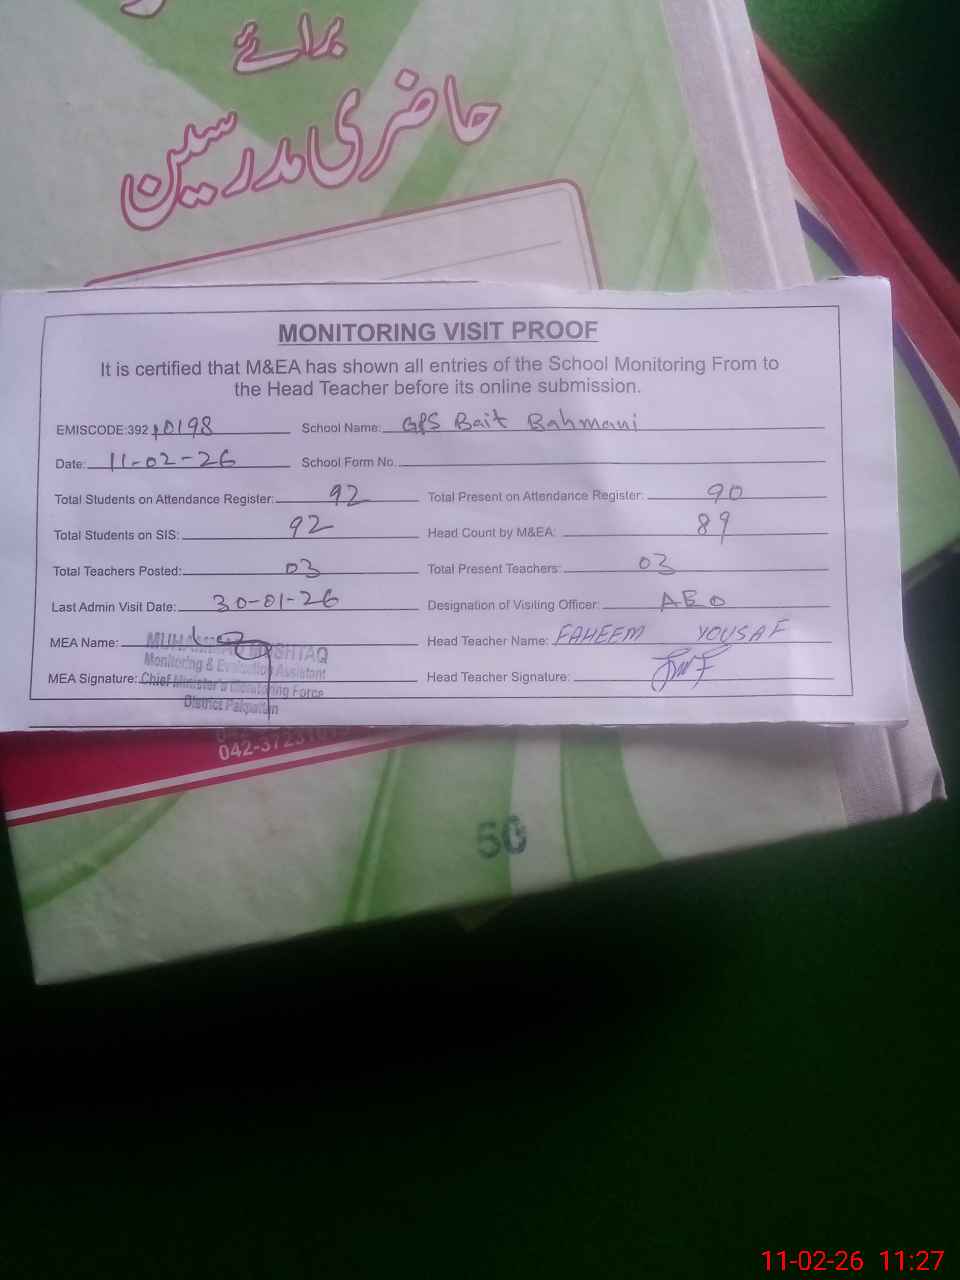 برائے
حاضری مدرسین
MONITORING VISIT PROOF
It is certified that M&EA has shown all entries of the School Monitoring From to
the Head Teacher before its online submission.
EMISCODE:392 10198 School Name: GPS Bait Rahmani
Date: 11-02-26 School Form No.
Total Students on Attendance Register: 92 Total Present on Attendance Register: 90
Total Students on SIS: 92 Head Count by M&EA: 89
Total Teachers Posted: 03 Total Present Teachers: 03
Last Admin Visit Date: 30-01-26 Designation of Visiting Officer: AEO
MEA Name: Head Teacher Name: FAHEEM YOUSAF
MUHAMMAD MUSHTAQ
Monitoring & Evaluation Assistant
MEA Signature: Chief Minister's Monitoring Force Head Teacher Signature:
District Pakpattan
50
11-02-26 11:27